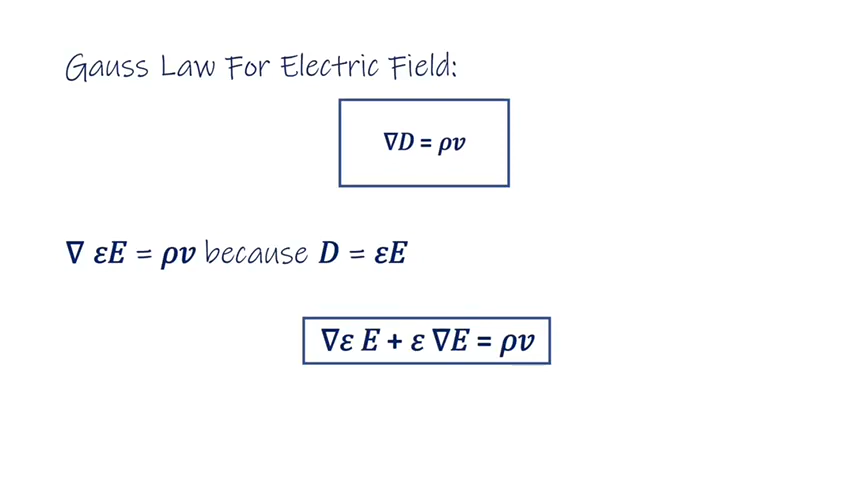 Gauss Law For Electric Field:
∇D = ρv
∇ εE = ρv because D = εE
∇ε E + ε ∇E = ρv